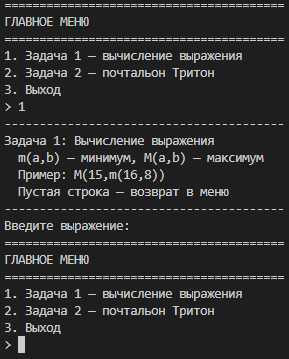 ========================================
ГЛАВНОЕ МЕНЮ
========================================
1. Задача 1 — вычисление выражения
2. Задача 2 — почтальон Тритон
3. Выход
> 1
----------------------------------------
Задача 1: Вычисление выражения
  m(a,b) — минимум, M(a,b) — максимум
  Пример: M(15,m(16,8))
  Пустая строка — возврат в меню
----------------------------------------
Введите выражение:
========================================
ГЛАВНОЕ МЕНЮ
========================================
1. Задача 1 — вычисление выражения
2. Задача 2 — почтальон Тритон
3. Выход
>